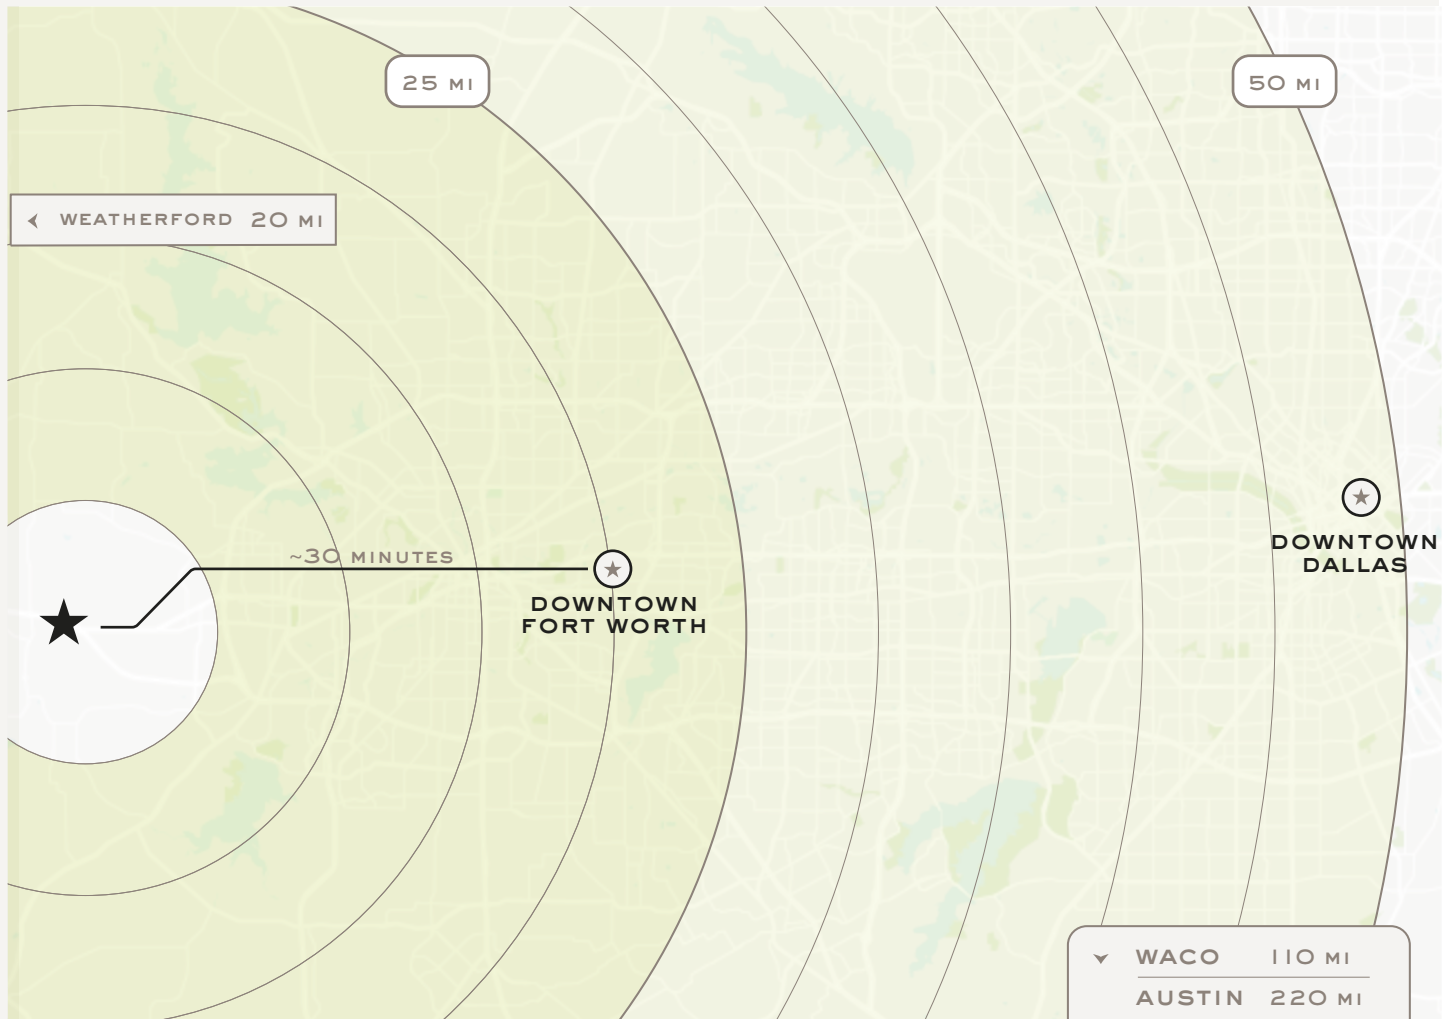 25 MI
50 MI
WEATHERFORD 20 MI
~30 MINUTES
DOWNTOWN
FORT WORTH
DOWNTOWN
DALLAS
WACO 110 MI
AUSTIN 220 MI